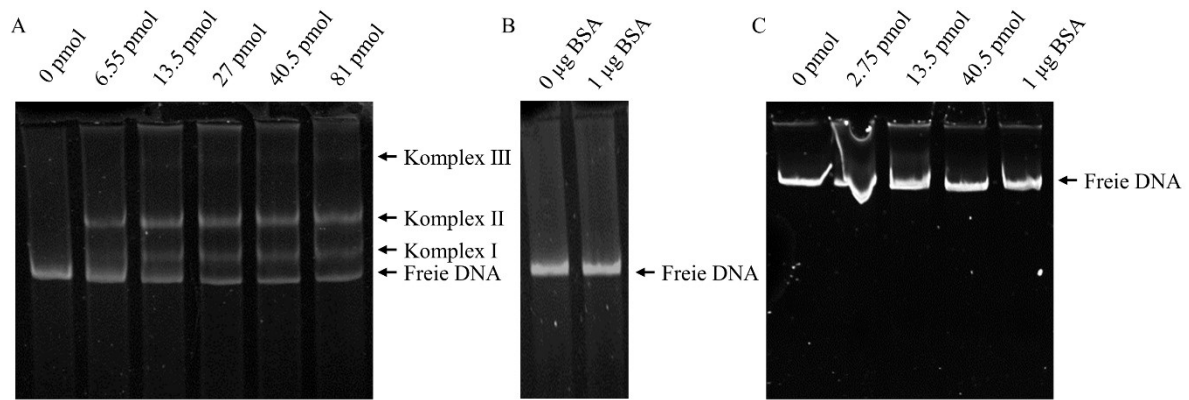 A
0 pmol
6.55 pmol
13.5 pmol
27 pmol
40.5 pmol
81 pmol
Komplex III
Komplex II
Komplex I
Freie DNA
B
0 µg BSA
1 µg BSA
Freie DNA
C
0 pmol
2.75 pmol
13.5 pmol
40.5 pmol
1 µg BSA
Freie DNA